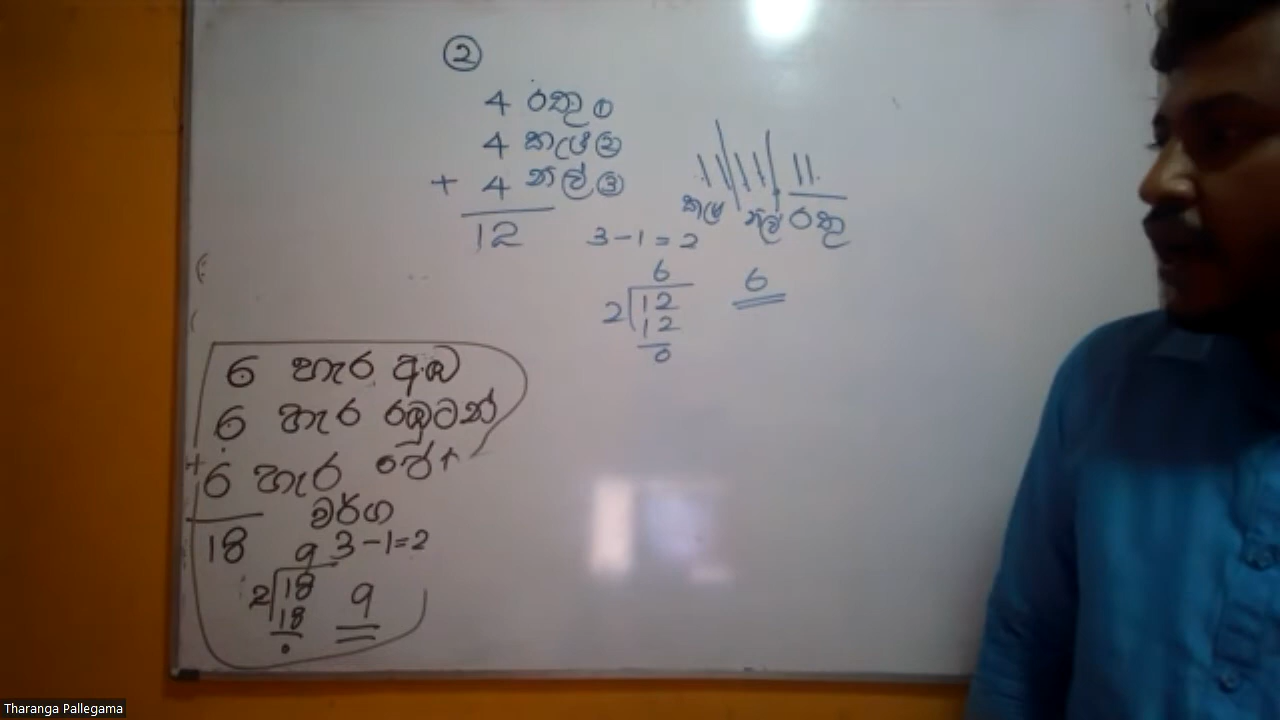 ②
4 රතු ①
4 කැහ ②
+ 4 නිල් ③
12
කහ නිල් රතු
3 - 1 = 2
6
2 12
12
0
6
6 හැර අඹ
6 හැර රඹුටන්
+ 6 හැර පේර
18 වර්ග
3 - 1 = 2
9
2 18
18
0
9
Tharanga Pallegama